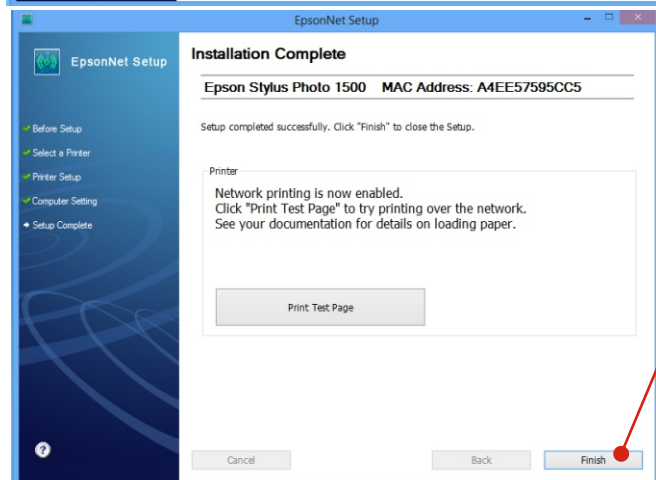 EpsonNet Setup
EpsonNet Setup
Installation Complete
Epson Stylus Photo 1500 MAC Address: A4EE57595CC5
Before Setup
Select a Printer
Printer Setup
Computer Setting
Setup Complete
Setup completed successfully. Click "Finish" to close the Setup.
Printer
Network printing is now enabled.
Click "Print Test Page" to try printing over the network.
See your documentation for details on loading paper.
Print Test Page
?
Cancel
Back
Finish